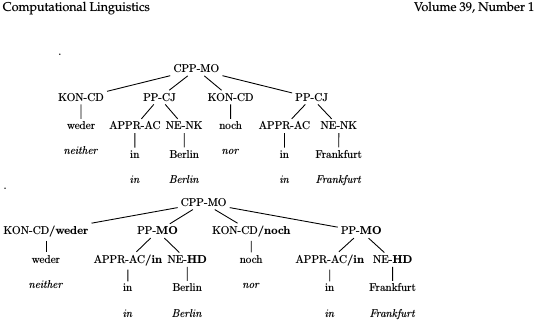 Computational Linguistics Volume 39, Number 1
CPP-MO
KON-CD PP-CJ KON-CD PP-CJ
weder APPR-AC NE-NK noch APPR-AC NE-NK
neither in Berlin nor in Frankfurt
in Berlin in Frankfurt
CPP-MO
KON-CD/weder PP-MO KON-CD/noch PP-MO
weder APPR-AC/in NE-HD noch APPR-AC/in NE-HD
neither in Berlin nor in Frankfurt
in Berlin in Frankfurt